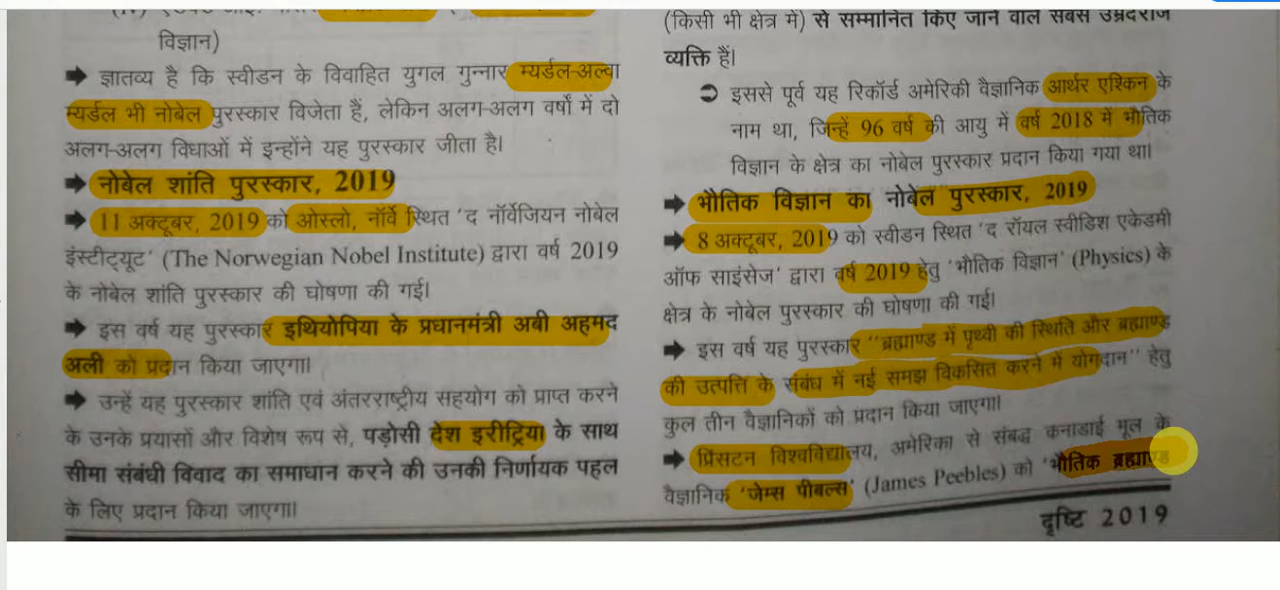 विज्ञान)
➡ ज्ञातव्य है कि स्वीडन के विवाहित युगल गुन्नार म्यर्डल-अल्वा
म्यर्डल भी नोबेल पुरस्कार विजेता हैं, लेकिन अलग-अलग वर्षों में दो
अलग-अलग विधाओं में इन्होंने यह पुरस्कार जीता है।
➡ नोबेल शांति पुरस्कार, 2019
➡ 11 अक्टूबर, 2019 को ओस्लो, नॉर्वे स्थित 'द नॉर्वेजियन नोबेल
इंस्टीट्यूट' (The Norwegian Nobel Institute) द्वारा वर्ष 2019
के नोबेल शांति पुरस्कार की घोषणा की गई।
➡ इस वर्ष यह पुरस्कार इथियोपिया के प्रधानमंत्री अबी अहमद
अली को प्रदान किया जाएगा।
➡ उन्हें यह पुरस्कार शांति एवं अंतरराष्ट्रीय सहयोग को प्राप्त करने
के उनके प्रयासों और विशेष रूप से, पड़ोसी देश इरीट्रिया के साथ
सीमा संबंधी विवाद का समाधान करने की उनकी निर्णायक पहल
के लिए प्रदान किया जाएगा।
(किसी भी क्षेत्र में) से सम्मानित किए जाने वाले सबसे उम्रदराज
व्यक्ति हैं।
➲ इससे पूर्व यह रिकॉर्ड अमेरिकी वैज्ञानिक आर्थर एश्किन के
नाम था, जिन्हें 96 वर्ष की आयु में वर्ष 2018 में भौतिक
विज्ञान के क्षेत्र का नोबेल पुरस्कार प्रदान किया गया था।
➡ भौतिक विज्ञान का नोबेल पुरस्कार, 2019
➡ 8 अक्टूबर, 2019 को स्वीडन स्थित 'द रॉयल स्वीडिश एकेडमी
ऑफ साइंसेज' द्वारा वर्ष 2019 हेतु 'भौतिक विज्ञान' (Physics) के
क्षेत्र के नोबेल पुरस्कार की घोषणा की गई।
➡ इस वर्ष यह पुरस्कार "ब्रह्माण्ड में पृथ्वी की स्थिति और ब्रह्माण्ड
की उत्पत्ति के संबंध में नई समझ विकसित करने में योगदान" हेतु
कुल तीन वैज्ञानिकों को प्रदान किया जाएगा।
➡ प्रिंसटन विश्वविद्यालय, अमेरिका से संबद्ध कनाडाई मूल के
वैज्ञानिक 'जेम्स पीबल्स' (James Peebles) को 'भौतिक ब्रह्माण्ड
दृष्टि 2019